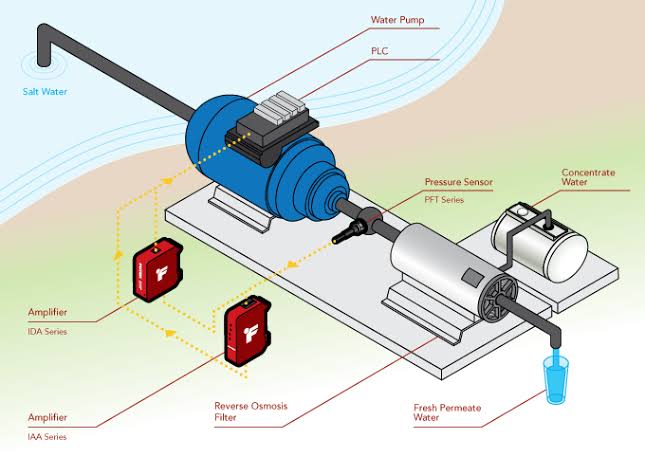 Water Pump
PLC
Salt Water
Concentrate
Water
Pressure Sensor
PFT Series
Amplifier
IDA Series
Reverse Osmosis
Filter
Fresh Permeate
Water
Amplifier
IAA Series